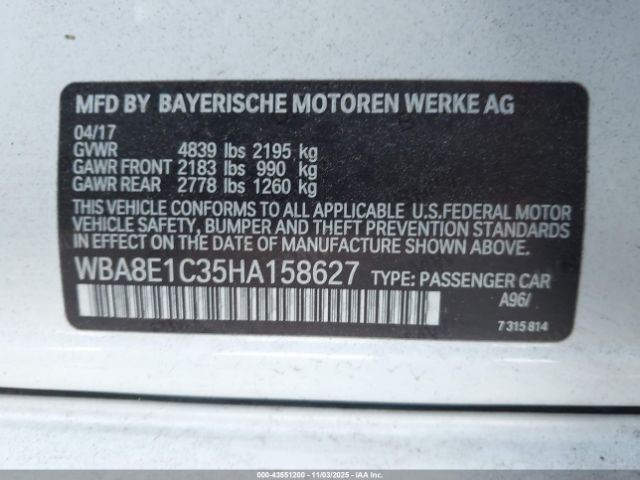 MFD BY BAYERISCHE MOTOREN WERKE AG
04/17
GVWR 4839 lbs 2195 kg
GAWR FRONT 2183 lbs 990 kg
GAWR REAR 2778 lbs 1260 kg
THIS VEHICLE CONFORMS TO ALL APPLICABLE U.S.FEDERAL MOTOR
VEHICLE SAFETY, BUMPER AND THEFT PREVENTION STANDARDS
IN EFFECT ON THE DATE OF MANUFACTURE SHOWN ABOVE.
WBA8E1C35HA158627 TYPE: PASSENGER CAR
A96/
7 315 814
000-43551200 - 11/03/2025 - IAA, Inc.